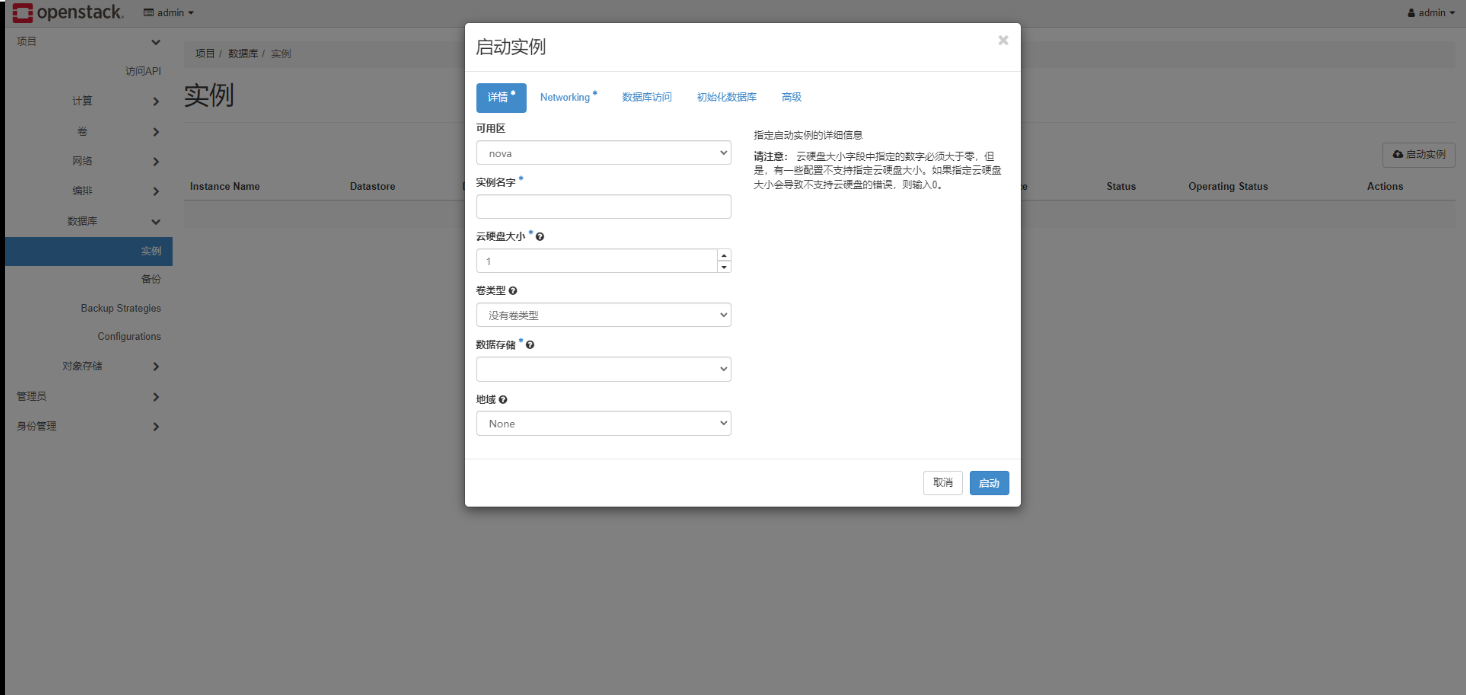 openstack. admin admin
项目
访问API
计算
卷
网络
编排
数据库
实例
备份
Backup Strategies
Configurations
对象存储
管理员
身份管理
项目 / 数据库 / 实例
实例
启动实例
Instance Name Datastore Status Operating Status Actions
启动实例
×
详情 * Networking * 数据库访问 初始化数据库 高级
可用区
nova
实例名字 *
云硬盘大小 *
1
卷类型
没有卷类型
数据存储 *
地域
None
指定启动实例的详细信息
请注意： 云硬盘大小字段中指定的数字必须大于零，但
是，有一些配置不支持指定云硬盘大小。如果指定云硬盘
大小会导致不支持云硬盘的错误，则输入0。
取消 启动